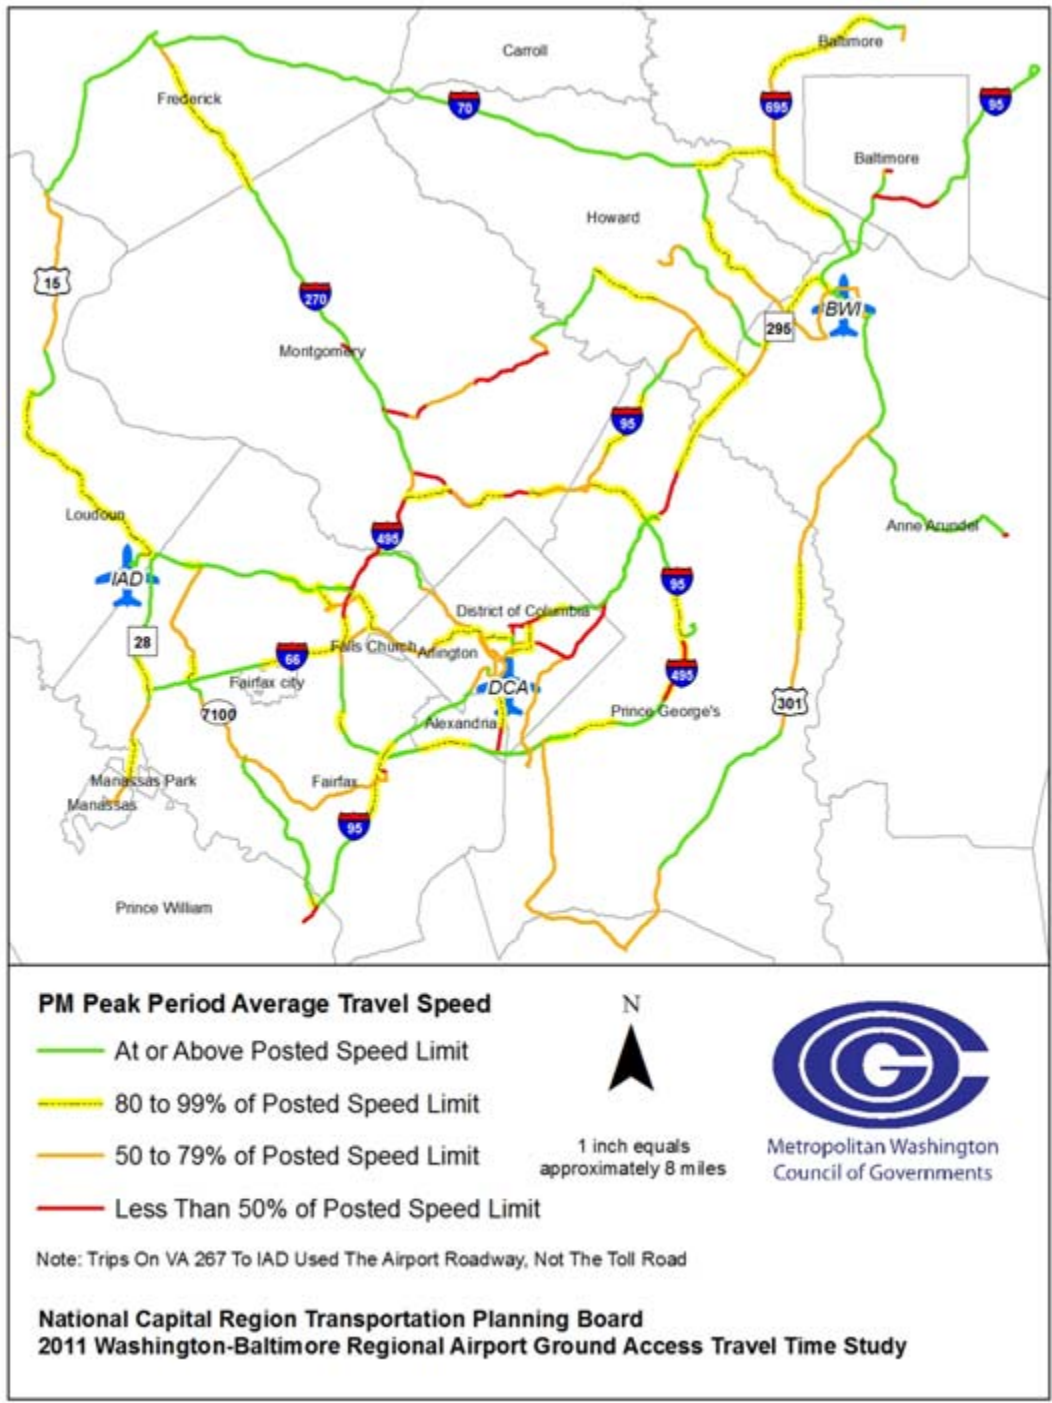 Carroll
Baltimore
Frederick
70
695
95
Baltimore
Howard
15
270
BWI
295
Montgomery
95
Loudoun
Anne Arundel
495
IAD
95
District of Columbia
28
Falls Church
Arlington
66
495
Fairfax city
DCA
301
7100
Prince George's
Alexandria
Manassas Park
Fairfax
Manassas
95
Prince William
PM Peak Period Average Travel Speed
At or Above Posted Speed Limit
80 to 99% of Posted Speed Limit
50 to 79% of Posted Speed Limit
Less Than 50% of Posted Speed Limit
N
1 inch equals
approximately 8 miles
COG
Metropolitan Washington
Council of Governments
Note: Trips On VA 267 To IAD Used The Airport Roadway, Not The Toll Road
National Capital Region Transportation Planning Board
2011 Washington-Baltimore Regional Airport Ground Access Travel Time Study